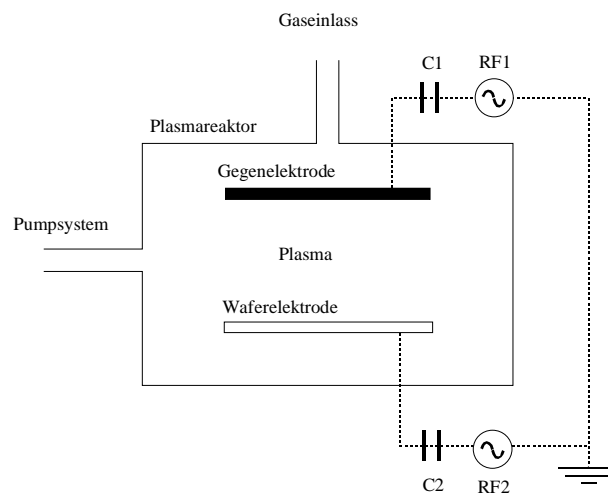 Gaseinlass
C1
RF1
Plasmareaktor
Gegenelektrode
Pumpsystem
Plasma
Waferelektrode
C2
RF2